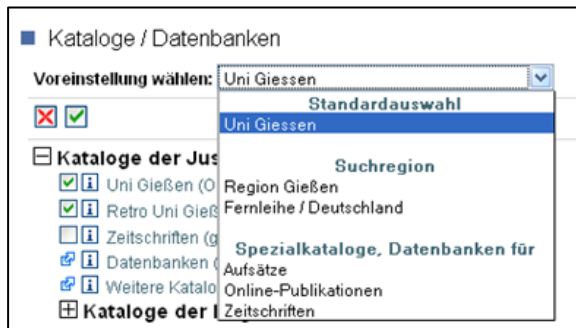 Kataloge / Datenbanken
Voreinstellung wählen: Uni Giessen
Standardauswahl
Uni Giessen
Suchregion
Region Gießen
Fernleihe / Deutschland
Spezialkataloge, Datenbanken für
Aufsätze
Online-Publikationen
Zeitschriften
Kataloge der Jus
Uni Gießen (O
Retro Uni Gieß
Zeitschriften (g
Datenbanken (
Weitere Katalo
Kataloge der